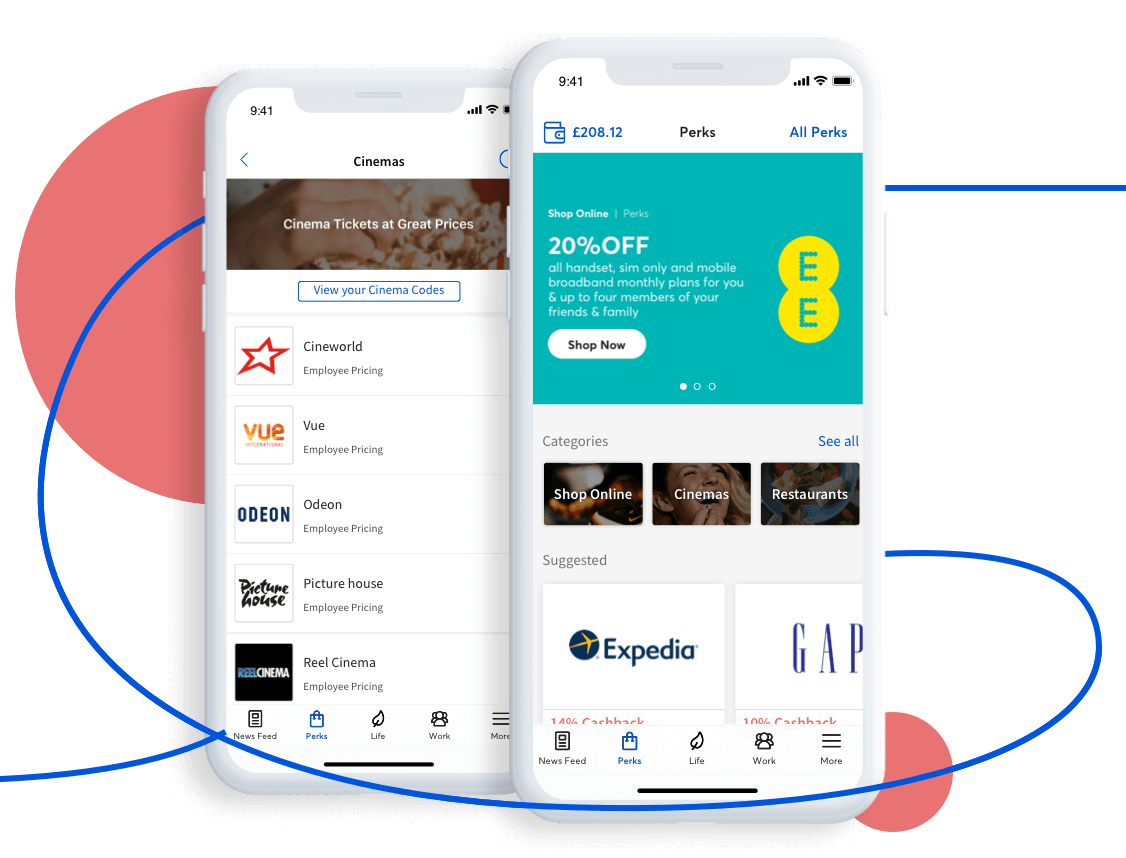 9:41
Cinemas
Cinema Tickets at Great Prices
View your Cinema Codes
Cineworld
Employee Pricing
VUE
INTERNATIONAL
Vue
Employee Pricing
ODEON
Odeon
Employee Pricing
Picture
house
Picture house
Employee Pricing
REELCINEMA
Reel Cinema
Employee Pricing
News Feed
Perks
Life
Work
More
9:41
£208.12
Perks
All Perks
Shop Online | Perks
20%OFF
all handset, sim only and mobile
broadband monthly plans for you
& up to four members of your
friends & family
Shop Now
E
E
Categories
See all
Shop Online
Cinemas
Restaurants
Suggested
Expedia
GAP
14% Cashback
10% Cashback
News Feed
Perks
Life
Work
More